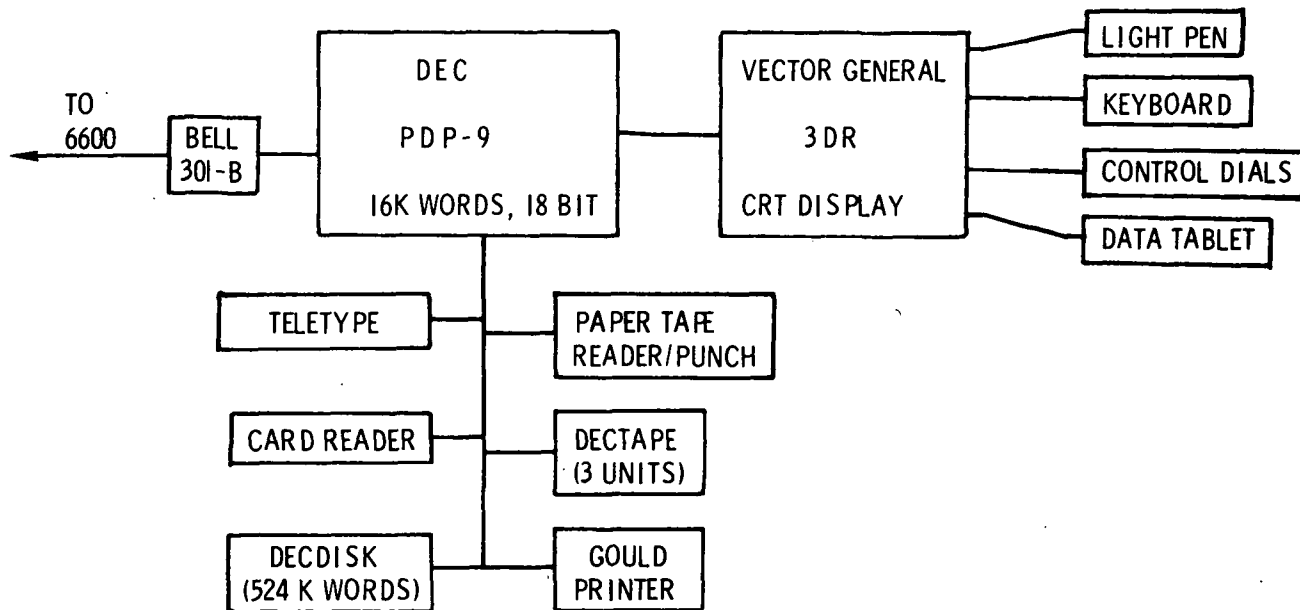 TO
6600
BELL
301-B
DEC
PDP-9
16K WORDS, 18 BIT
VECTOR GENERAL
3DR
CRT DISPLAY
LIGHT PEN
KEYBOARD
CONTROL DIALS
DATA TABLET
TELETYPE
PAPER TAPE
READER/PUNCH
CARD READER
DECTAPE
(3 UNITS)
DECDISK
(524 K WORDS)
GOULD
PRINTER